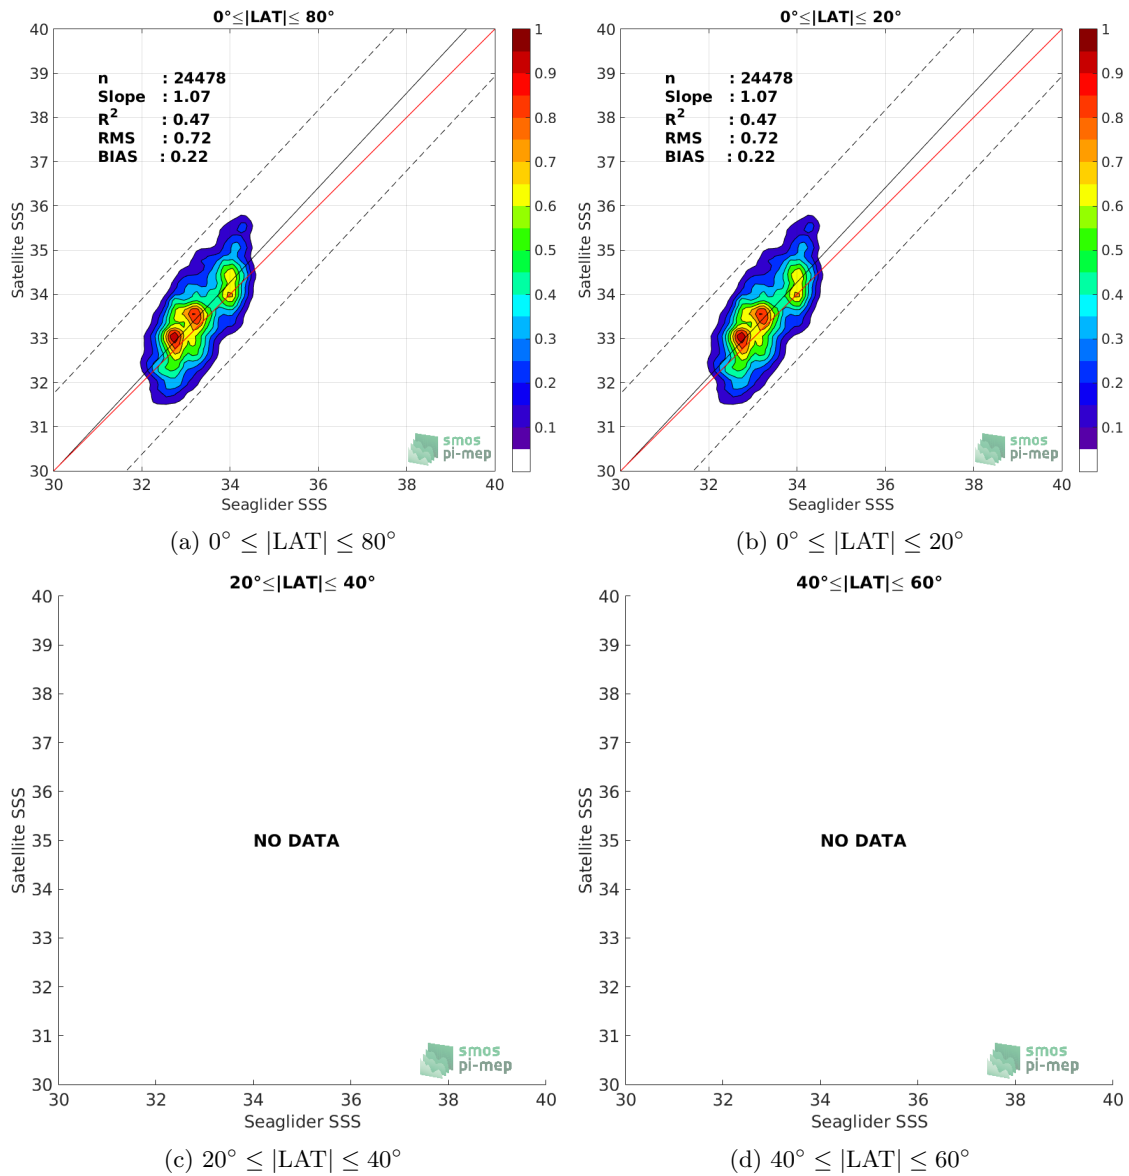 0°≤|LAT|≤ 80°
40
39
38
37
36
35
34
33
32
31
30
Satellite SSS
n : 24478
Slope : 1.07
R² : 0.47
RMS : 0.72
BIAS : 0.22
smos
pi-mep
30 32 34 36 38 40
Seaglider SSS
1
0.9
0.8
0.7
0.6
0.5
0.4
0.3
0.2
0.1
(a) 0° ≤ |LAT| ≤ 80°
0°≤|LAT|≤ 20°
40
39
38
37
36
35
34
33
32
31
30
Satellite SSS
n : 24478
Slope : 1.07
R² : 0.47
RMS : 0.72
BIAS : 0.22
smos
pi-mep
30 32 34 36 38 40
Seaglider SSS
1
0.9
0.8
0.7
0.6
0.5
0.4
0.3
0.2
0.1
(b) 0° ≤ |LAT| ≤ 20°
20°≤|LAT|≤ 40°
40
39
38
37
36
35
34
33
32
31
30
Satellite SSS
NO DATA
smos
pi-mep
30 32 34 36 38 40
Seaglider SSS
(c) 20° ≤ |LAT| ≤ 40°
40°≤|LAT|≤ 60°
40
39
38
37
36
35
34
33
32
31
30
Satellite SSS
NO DATA
smos
pi-mep
30 32 34 36 38 40
Seaglider SSS
(d) 40° ≤ |LAT| ≤ 60°